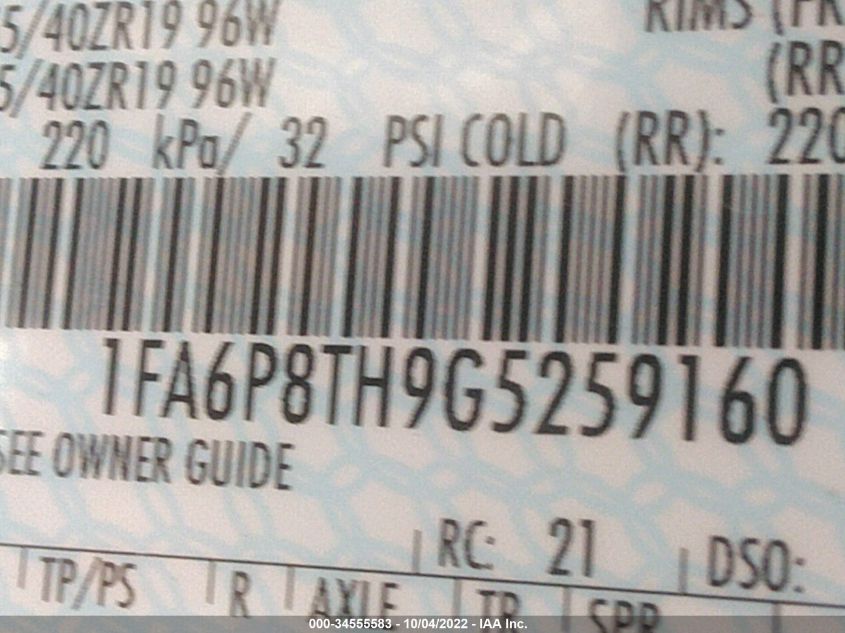 5/40ZR19 96W RIMS (FR
5/40ZR19 96W (RR
220 kPa/ 32 PSI COLD (RR): 220
1FA6P8TH9G5259160
SEE OWNER GUIDE
RC: 21 DSO:
TP/PS R AXLE TR SPR
000-34555583 - 10/04/2022 - IAA Inc.